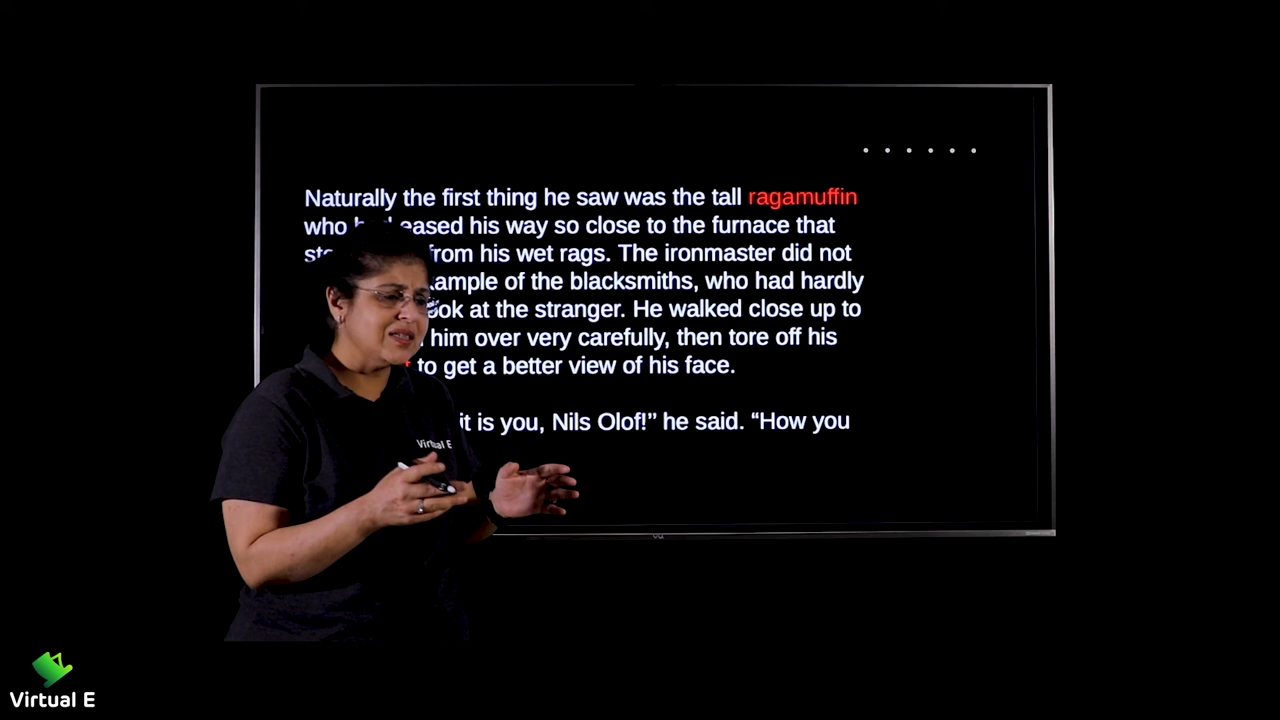 Naturally the first thing he saw was the tall ragamuffin
who eased his way so close to the furnace that
from his wet rags. The ironmaster did not
of the blacksmiths, who had hardly
at the stranger. He walked close up to
him over very carefully, then tore off his
to get a better view of his face.
it is you, Nils Olof!” he said. “How you
Virtual E
Virtual E